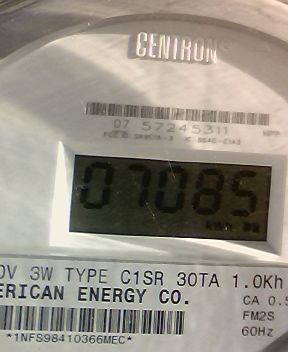 CENTRON
07 57245311
07085
kWh
0V 3W TYPE C1SR 30TA 1.0Kh
ERICAN ENERGY CO.
CA 0.5
FM2S
60Hz
*1NFS98410366MEC*